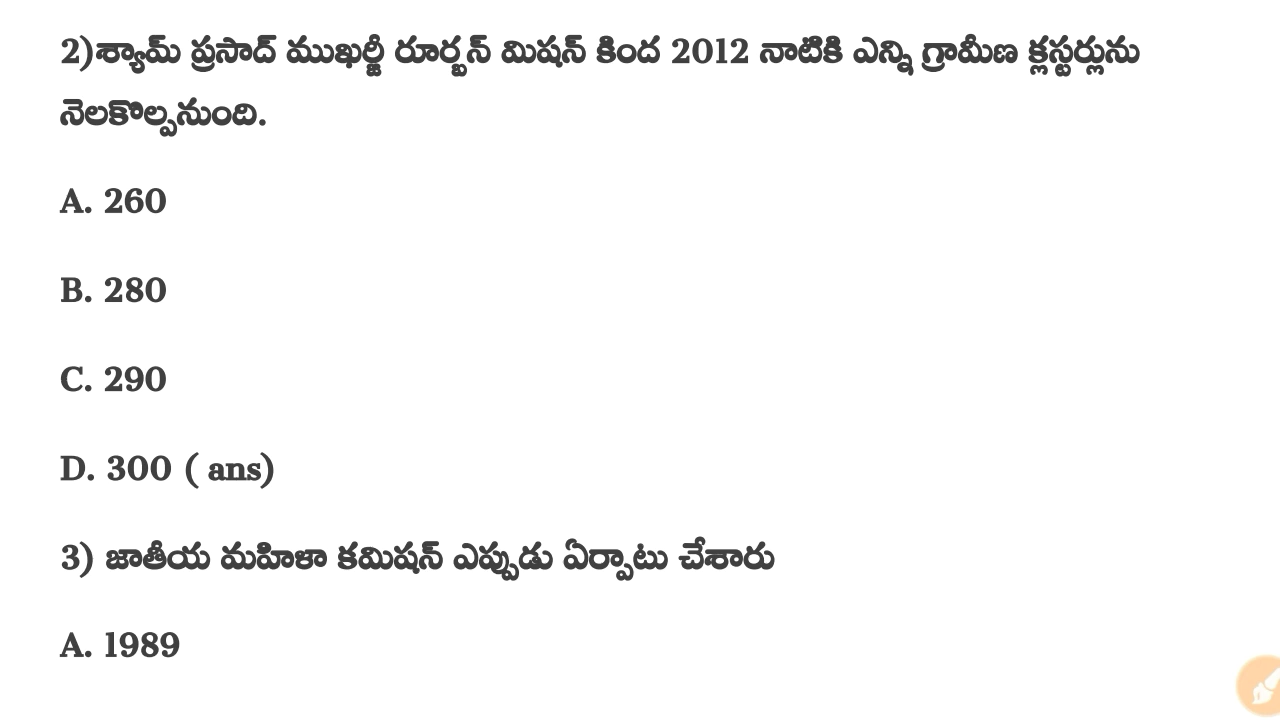 2)శ్యామ్ ప్రసాద్ ముఖర్జీ రూర్బన్ మిషన్ కింద 2012 నాటికి ఎన్ని గ్రామీణ క్లస్టర్లును
నెలకొల్పనుంది.
A. 260
B. 280
C. 290
D. 300 ( ans)
3) జాతీయ మహిళా కమిషన్ ఎప్పుడు ఏర్పాటు చేశారు
A. 1989